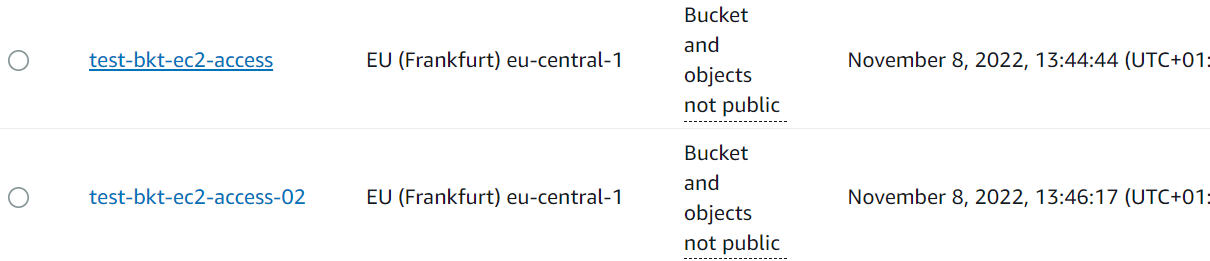 test-bkt-ec2-access
EU (Frankfurt) eu-central-1
Bucket
and
objects
not public
November 8, 2022, 13:44:44 (UTC+01:
test-bkt-ec2-access-02
EU (Frankfurt) eu-central-1
Bucket
and
objects
not public
November 8, 2022, 13:46:17 (UTC+01: